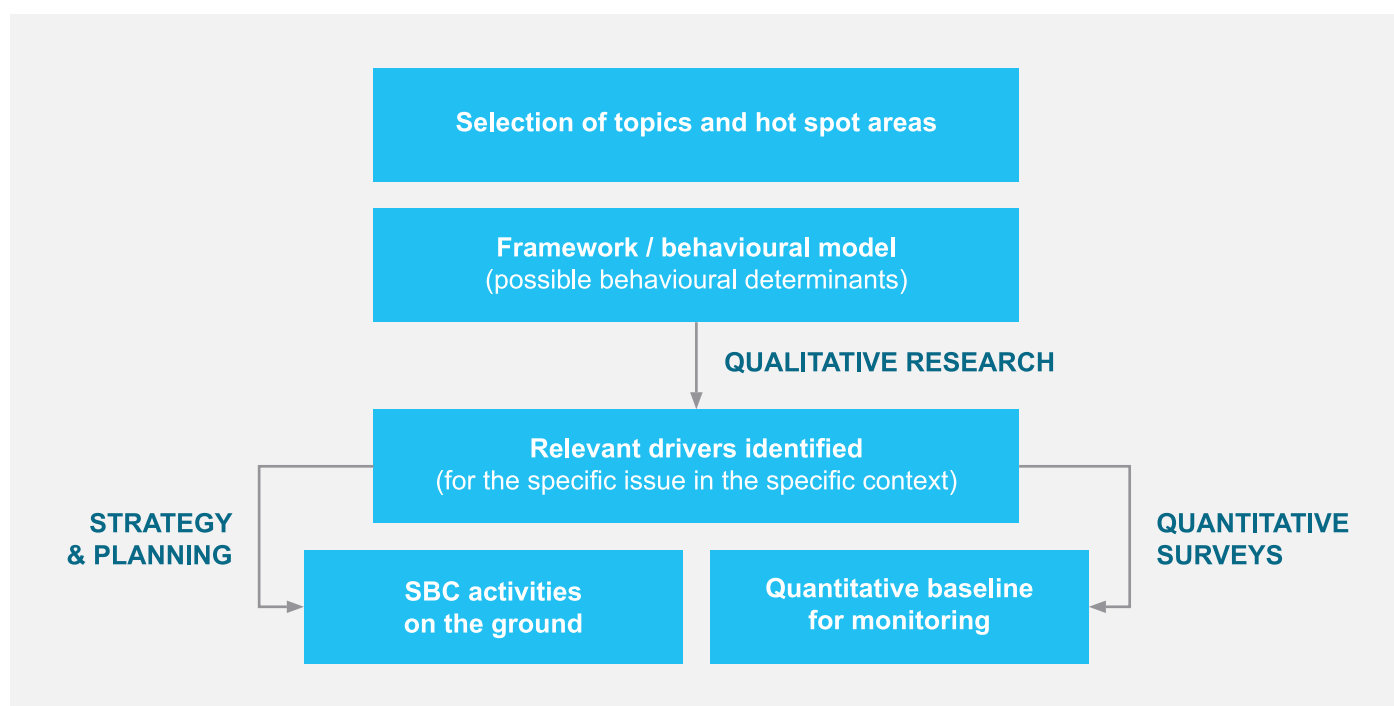 Selection of topics and hot spot areas
Framework / behavioural model
(possible behavioural determinants)
QUALITATIVE RESEARCH
Relevant drivers identified
(for the specific issue in the specific context)
STRATEGY
& PLANNING
QUANTITATIVE
SURVEYS
SBC activities
on the ground
Quantitative baseline
for monitoring